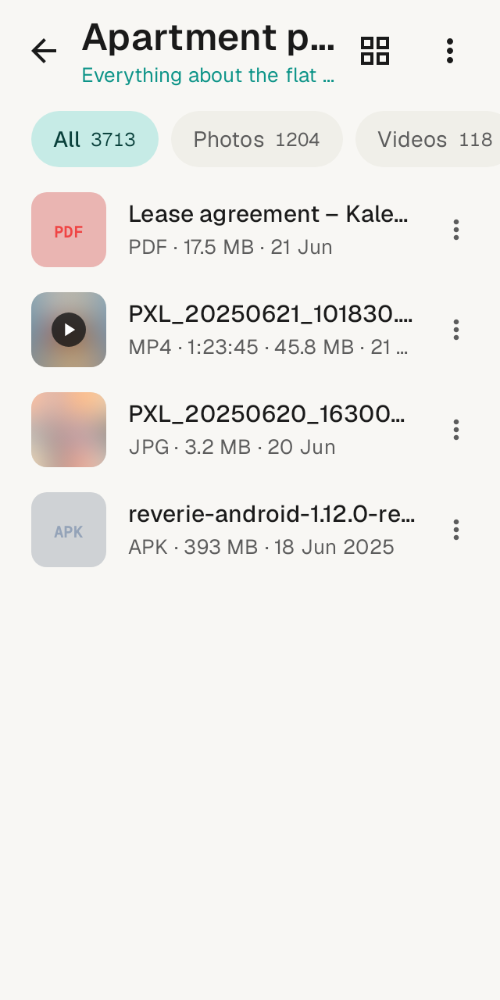 Apartment p...
Everything about the flat ...
All 3713
Photos 1204
Videos 118
PDF
Lease agreement – Kale...
PDF · 17.5 MB · 21 Jun
PXL_20250621_101830....
MP4 · 1:23:45 · 45.8 MB · 21 ...
PXL_20250620_16300...
JPG · 3.2 MB · 20 Jun
APK
reverie-android-1.12.0-re...
APK · 393 MB · 18 Jun 2025